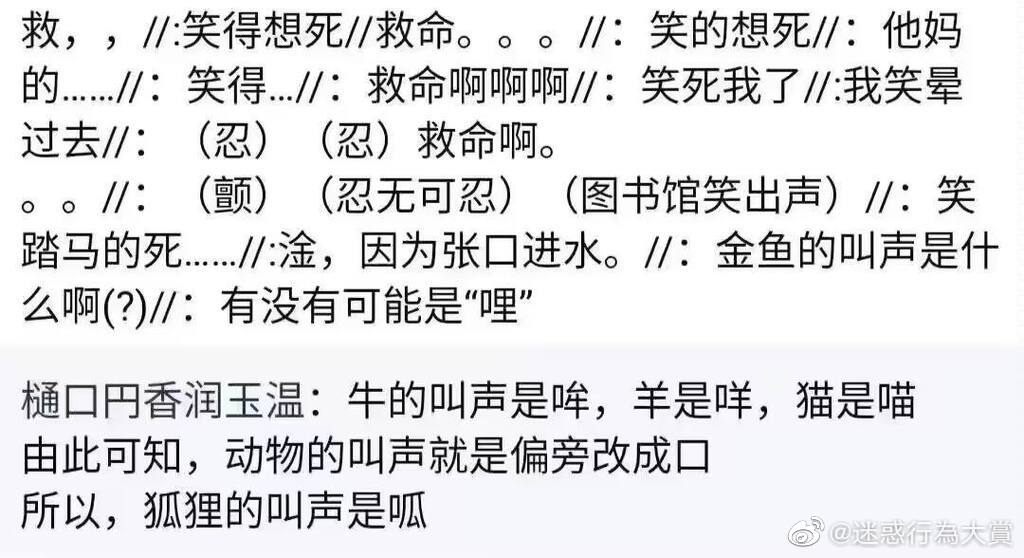 救，，//:笑得想死//救命。。。//：笑的想死//：他妈
的……//：笑得…//：救命啊啊啊//：笑死我了//:我笑晕
过去//：（忍）（忍）救命啊。
。。//：（颤）（忍无可忍）（图书馆笑出声）//：笑
踏马的死……//:淦，因为张口进水。//：金鱼的叫声是什
么啊(?)//：有没有可能是“哩”
樋口円香润玉温：牛的叫声是哞，羊是咩，猫是喵
由此可知，动物的叫声就是偏旁改成口
所以，狐狸的叫声是呱
@迷惑行為大賞